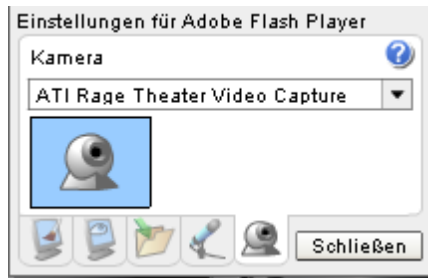 Einstellungen für Adobe Flash Player
Kamera
?
ATI Rage Theater Video Capture
Schließen